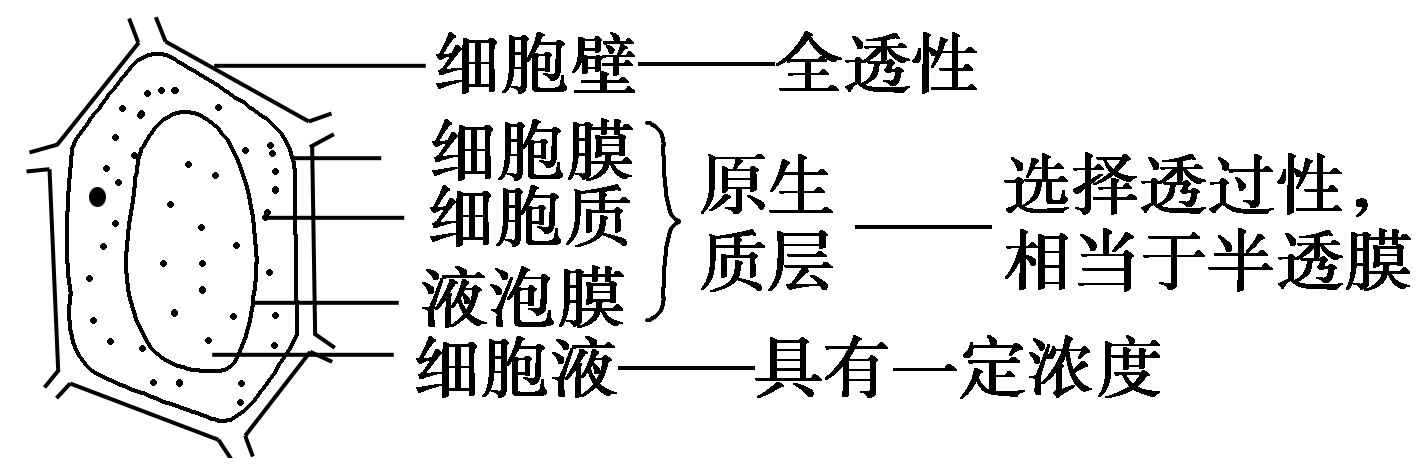 细胞壁——全透性
细胞膜
细胞质
液泡膜
原生
质层
选择透过性，
相当于半透膜
细胞液——具有一定浓度